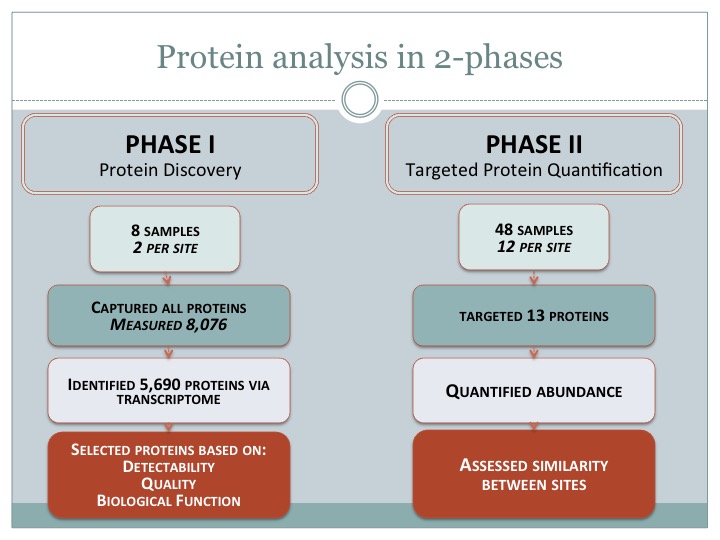 Protein analysis in 2-phases
PHASE I
Protein Discovery
8 SAMPLES
2 PER SITE
CAPTURED ALL PROTEINS
MEASURED 8,076
IDENTIFIED 5,690 PROTEINS VIA
TRANSCRIPTOME
SELECTED PROTEINS BASED ON:
DETECTABILITY
QUALITY
BIOLOGICAL FUNCTION
PHASE II
Targeted Protein Quantification
48 SAMPLES
12 PER SITE
TARGETED 13 PROTEINS
QUANTIFIED ABUNDANCE
ASSESSED SIMILARITY
BETWEEN SITES